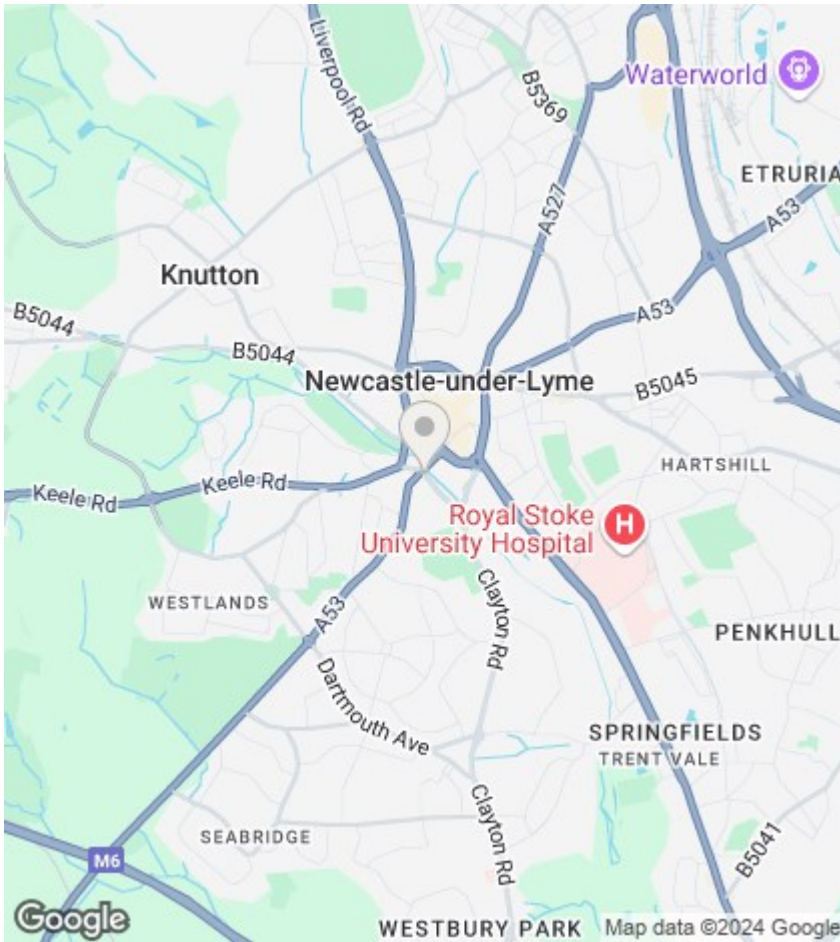 Liverpool Rd
B5369
Waterworld
ETRURIA
A527
A53
Knutton
A53
B5044
B5044
Newcastle-under-Lyme
B5045
HARTSHILL
Keele Rd
Keele Rd
H
Royal Stoke
University Hospital
Clayton Rd
WESTLANDS
A53
PENKHULL
Dartmouth Ave
SPRINGFIELDS
TRENT VALE
Clayton Rd
SEABRIDGE
B5041
M6
Google
WESTBURY PARK
Map data ©2024 Google